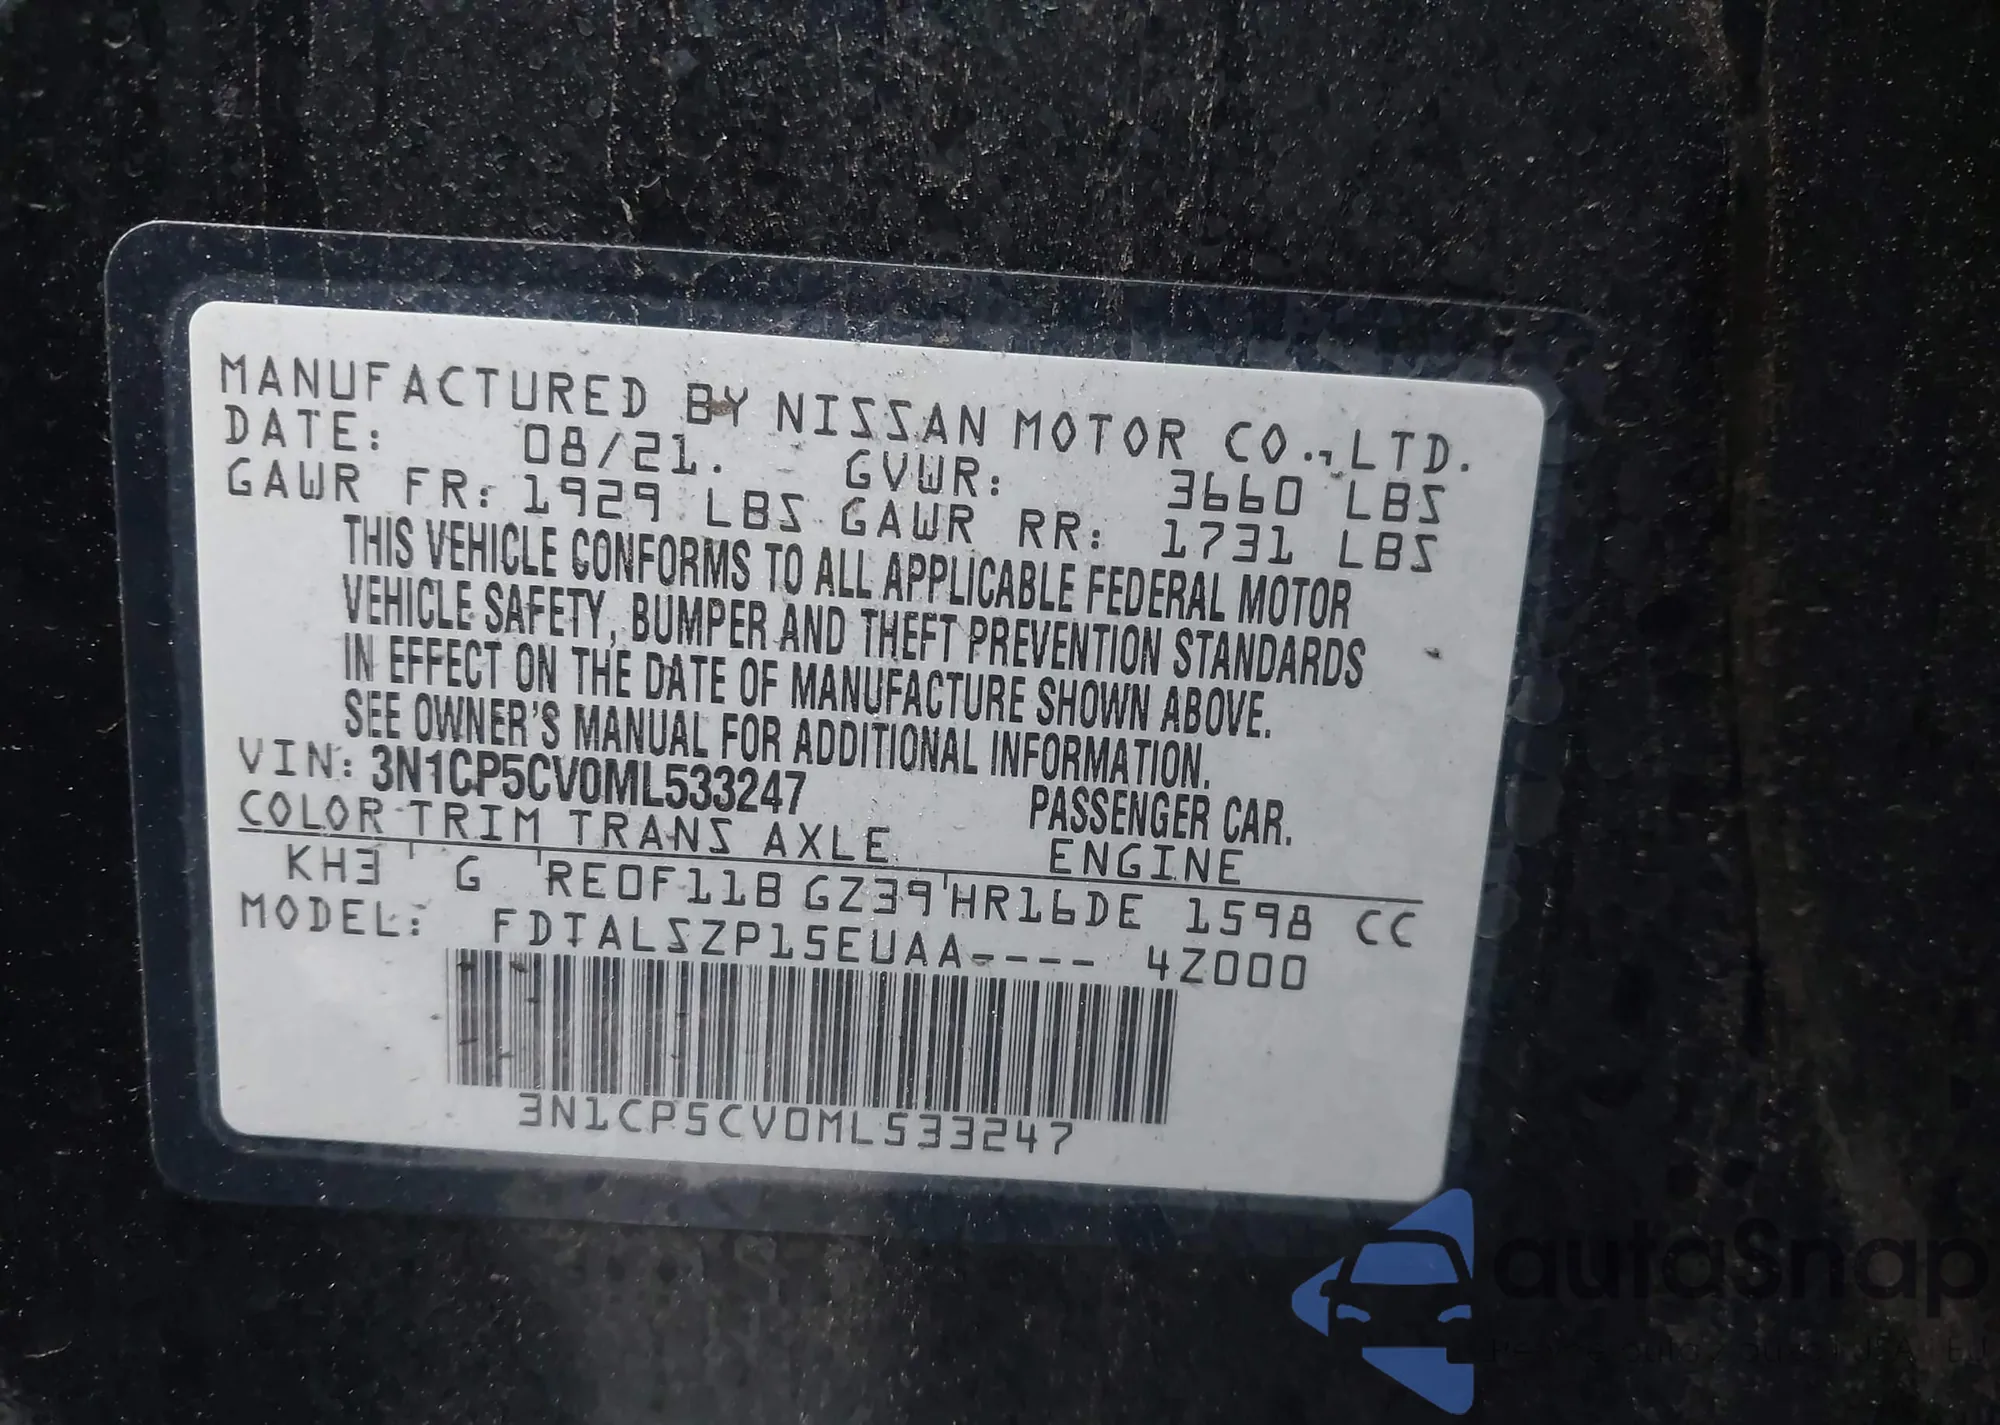 MANUFACTURED BY NISSAN MOTOR CO., LTD.
DATE: 08/21. GVWR: 3660 LBS
GAWR FR: 1929 LBS GAWR RR: 1731 LBS
THIS VEHICLE CONFORMS TO ALL APPLICABLE FEDERAL MOTOR
VEHICLE SAFETY, BUMPER AND THEFT PREVENTION STANDARDS
IN EFFECT ON THE DATE OF MANUFACTURE SHOWN ABOVE.
SEE OWNER'S MANUAL FOR ADDITIONAL INFORMATION.
VIN: 3N1CP5CV0ML533247 PASSENGER CAR.
COLOR TRIM TRANS AXLE ENGINE
KH3 G RE0F11B GZ39 HR16DE 1598 CC
MODEL: FDTALSZP15EUAA---- 4Z000
3N1CP5CV0ML533247
autaSnap